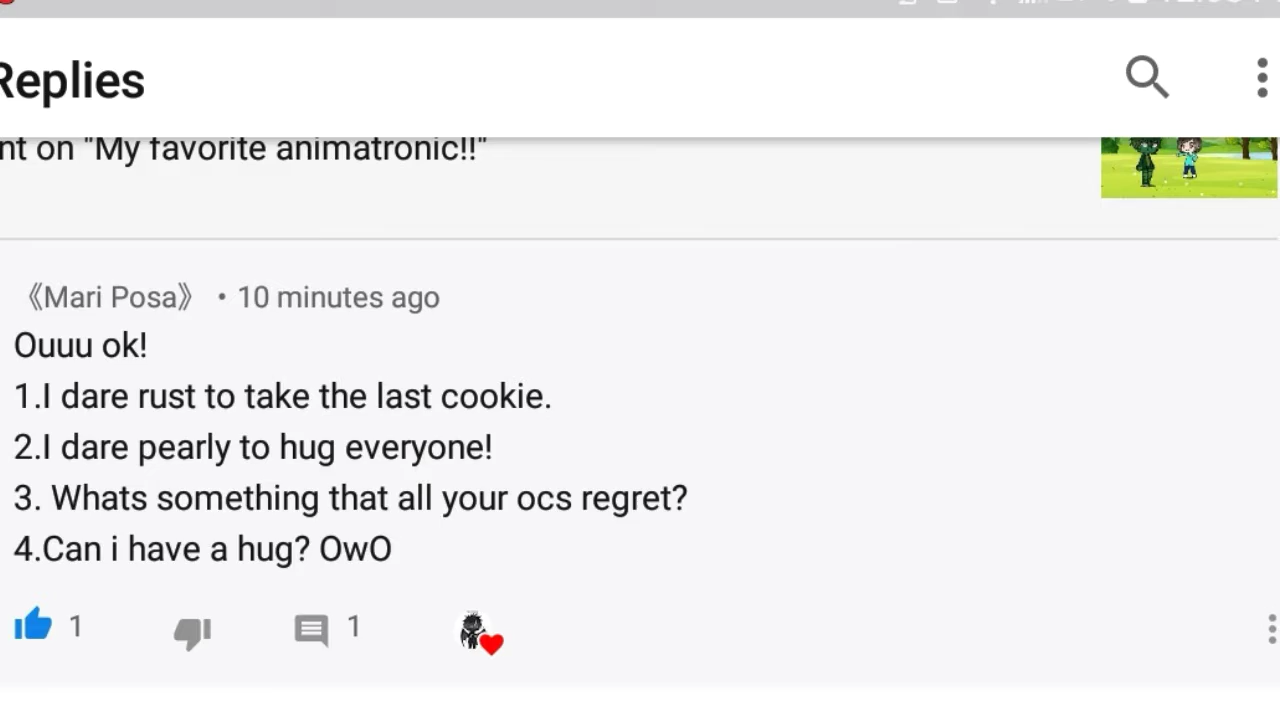 Replies
nt on "My favorite animatronic!!"
《Mari Posa》 • 10 minutes ago
Ouuu ok!
1.I dare rust to take the last cookie.
2.I dare pearly to hug everyone!
3. Whats something that all your ocs regret?
4.Can i have a hug? OwO
1 1